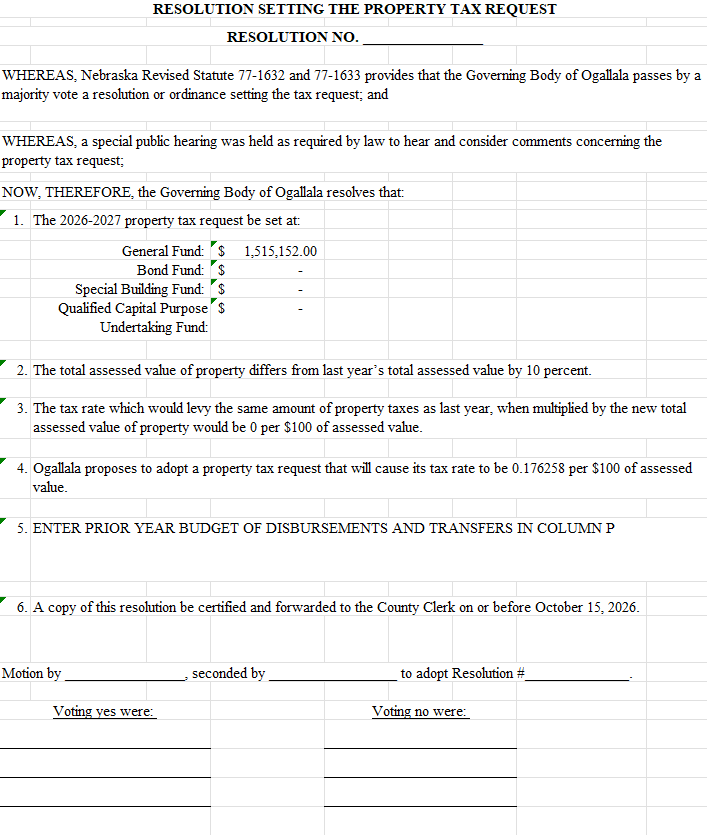 RESOLUTION SETTING THE PROPERTY TAX REQUEST
RESOLUTION NO. _______________
WHEREAS, Nebraska Revised Statute 77-1632 and 77-1633 provides that the Governing Body of Ogallala passes by a
majority vote a resolution or ordinance setting the tax request; and
WHEREAS, a special public hearing was held as required by law to hear and consider comments concerning the
property tax request;
NOW, THEREFORE, the Governing Body of Ogallala resolves that:
1. The 2026-2027 property tax request be set at:
General Fund: $ 1,515,152.00
Bond Fund: $ -
Special Building Fund: $ -
Qualified Capital Purpose $ -
Undertaking Fund:
2. The total assessed value of property differs from last year’s total assessed value by 10 percent.
3. The tax rate which would levy the same amount of property taxes as last year, when multiplied by the new total
assessed value of property would be 0 per $100 of assessed value.
4. Ogallala proposes to adopt a property tax request that will cause its tax rate to be 0.176258 per $100 of assessed
value.
5. ENTER PRIOR YEAR BUDGET OF DISBURSEMENTS AND TRANSFERS IN COLUMN P
6. A copy of this resolution be certified and forwarded to the County Clerk on or before October 15, 2026.
Motion by _______________, seconded by _______________ to adopt Resolution #_____________.
Voting yes were: Voting no were: